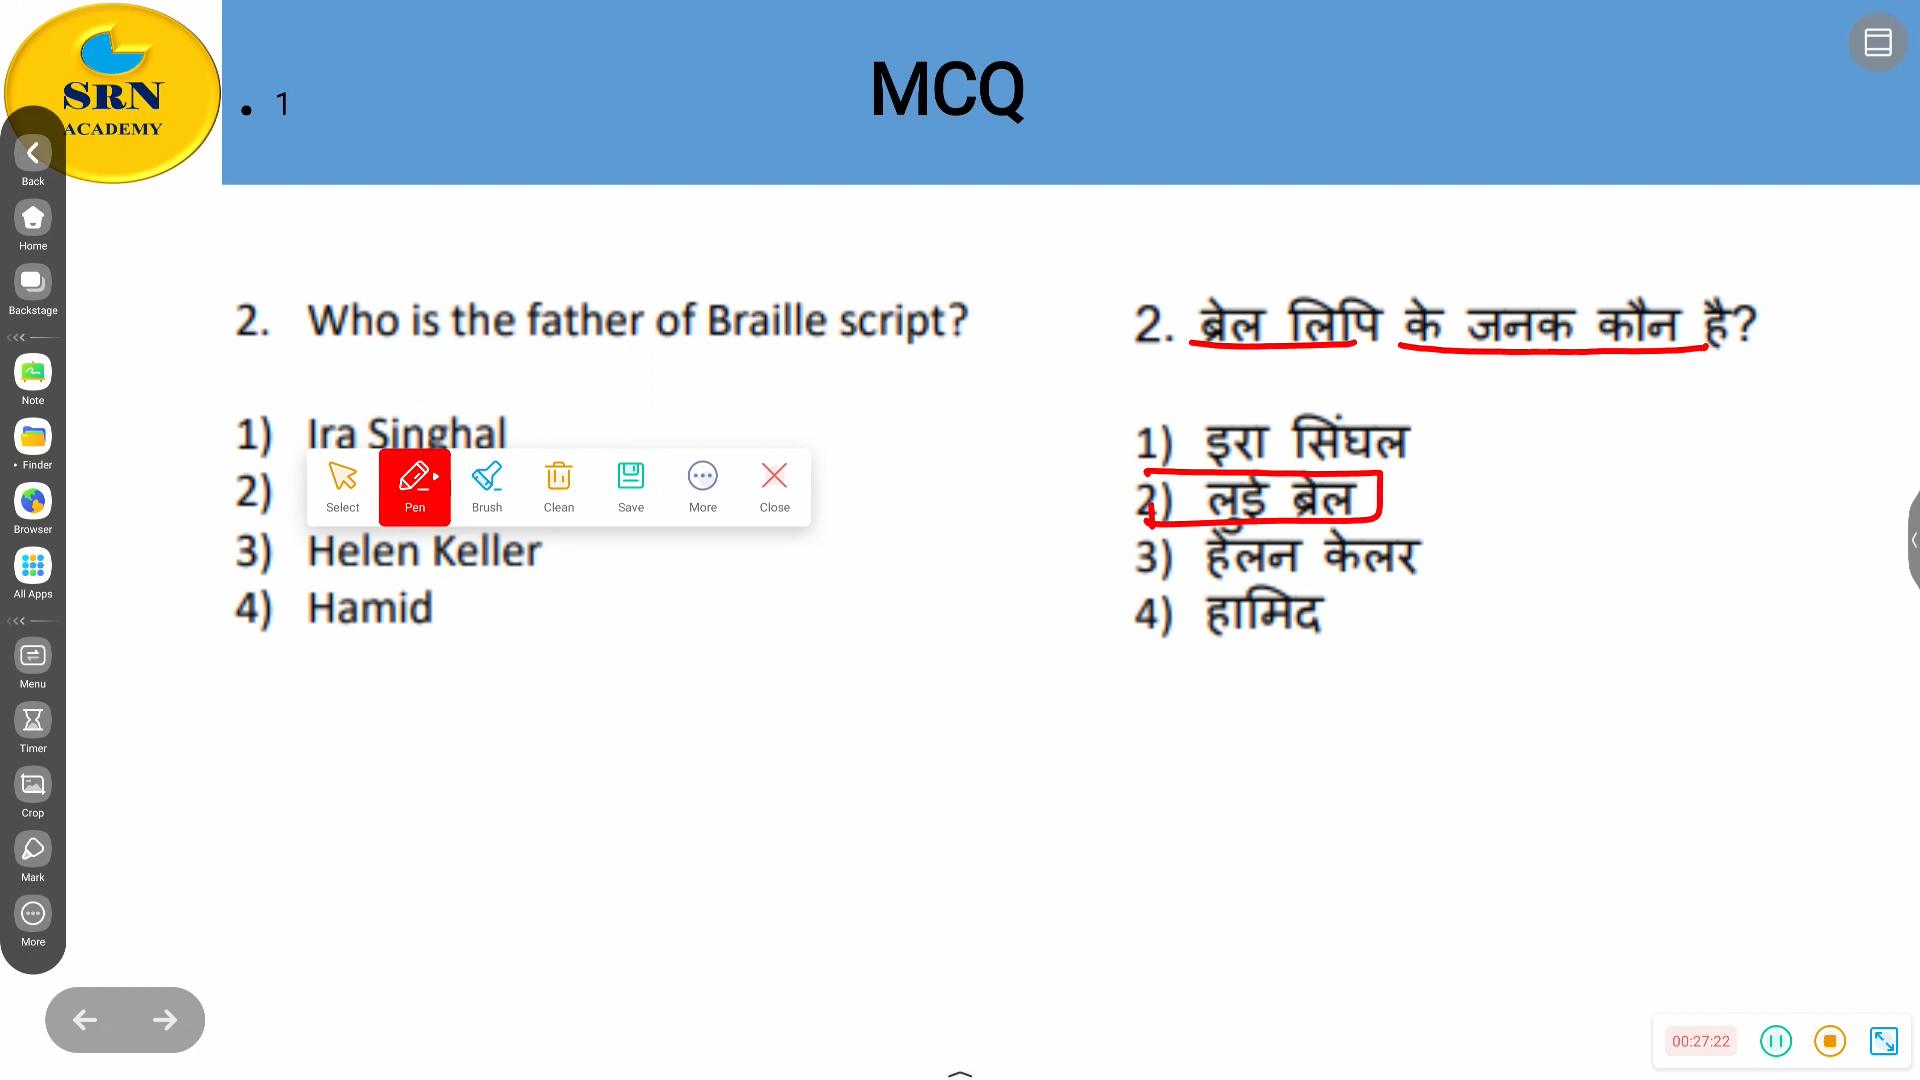 SRN
ACADEMY
• 1
MCQ
2. Who is the father of Braille script?
1) Ira Singhal
2)
3) Helen Keller
4) Hamid
2. ब्रेल लिपि के जनक कौन है?
1) इरा सिंघल
2) लुई ब्रेल
3) हेलन केलर
4) हामिद
Select
Pen
Brush
Clean
Save
More
Close
Back
Home
Backstage
Note
• Finder
Browser
All Apps
Menu
Timer
Crop
Mark
More
00:27:22